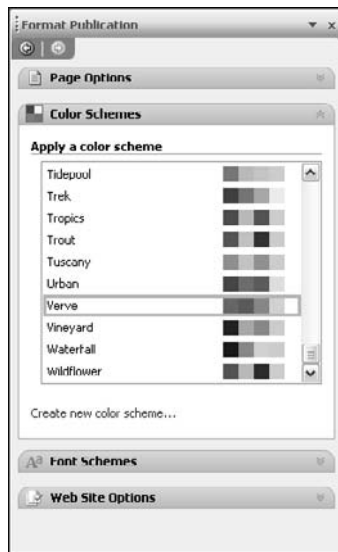 Format Publication
Page Options
Color Schemes
Apply a color scheme
Tidepool
Trek
Tropics
Trout
Tuscany
Urban
Verve
Vineyard
Waterfall
Wildflower
Create new color scheme...
Font Schemes
Web Site Options